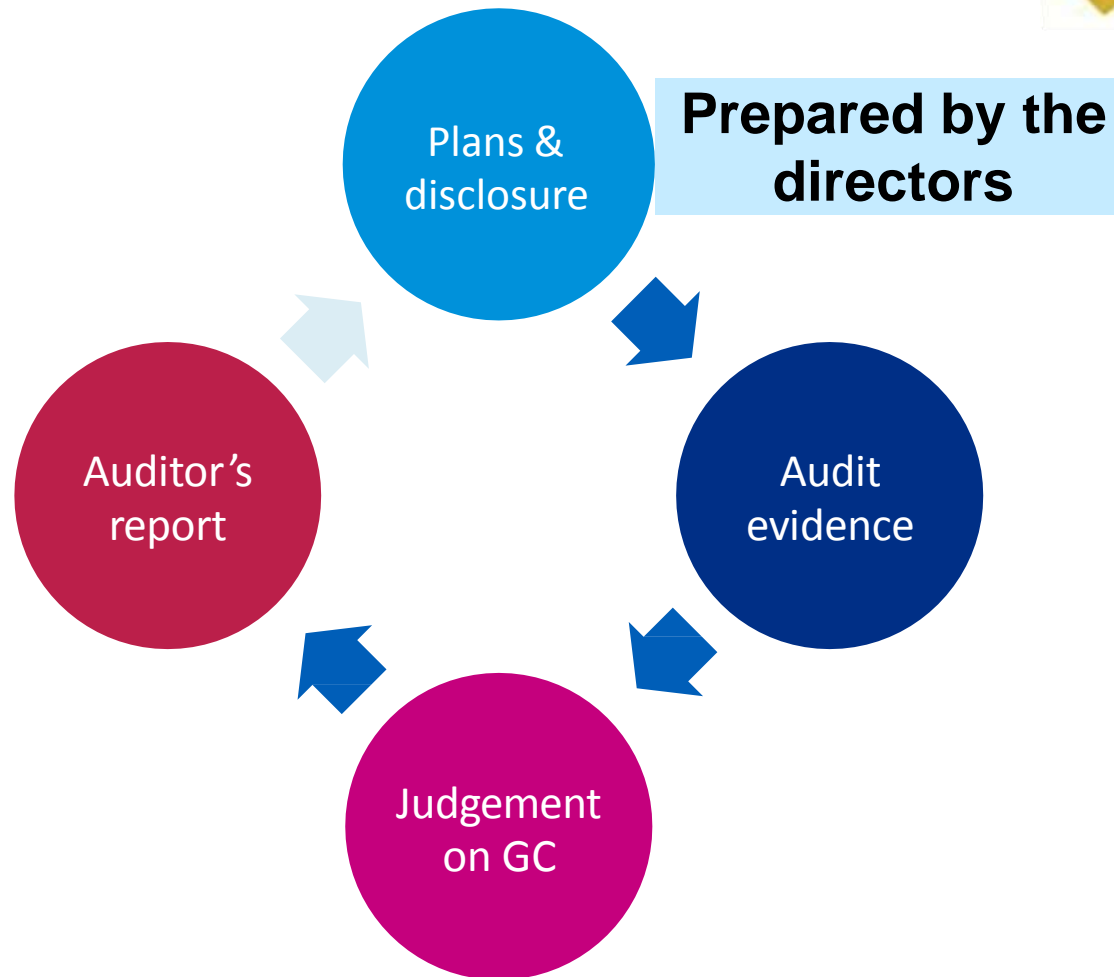 Plans &
disclosure
Prepared by the
directors
Audit
evidence
Judgement
on GC
Auditor’s
report